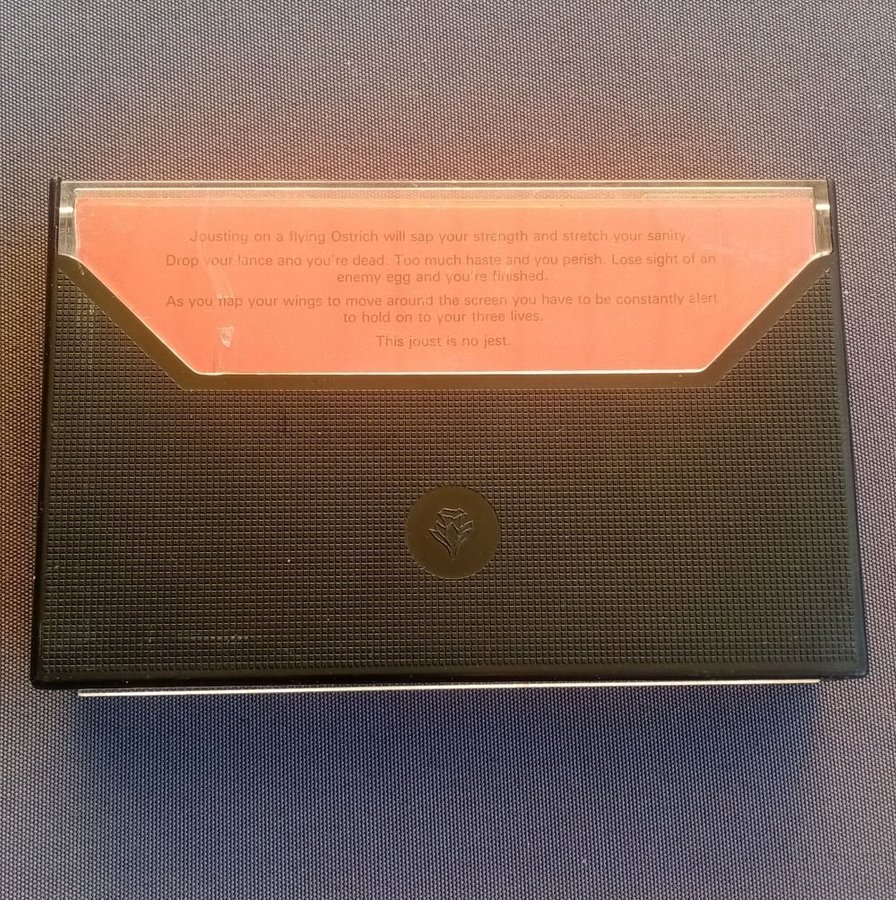 Jousting on a flying Ostrich will sap your strength and stretch your sanity.
Drop your lance and you're dead. Too much haste and you perish. Lose sight of an
enemy egg and you're finished.
As you flap your wings to move around the screen you have to be constantly alert
to hold on to your three lives.
This joust is no jest.